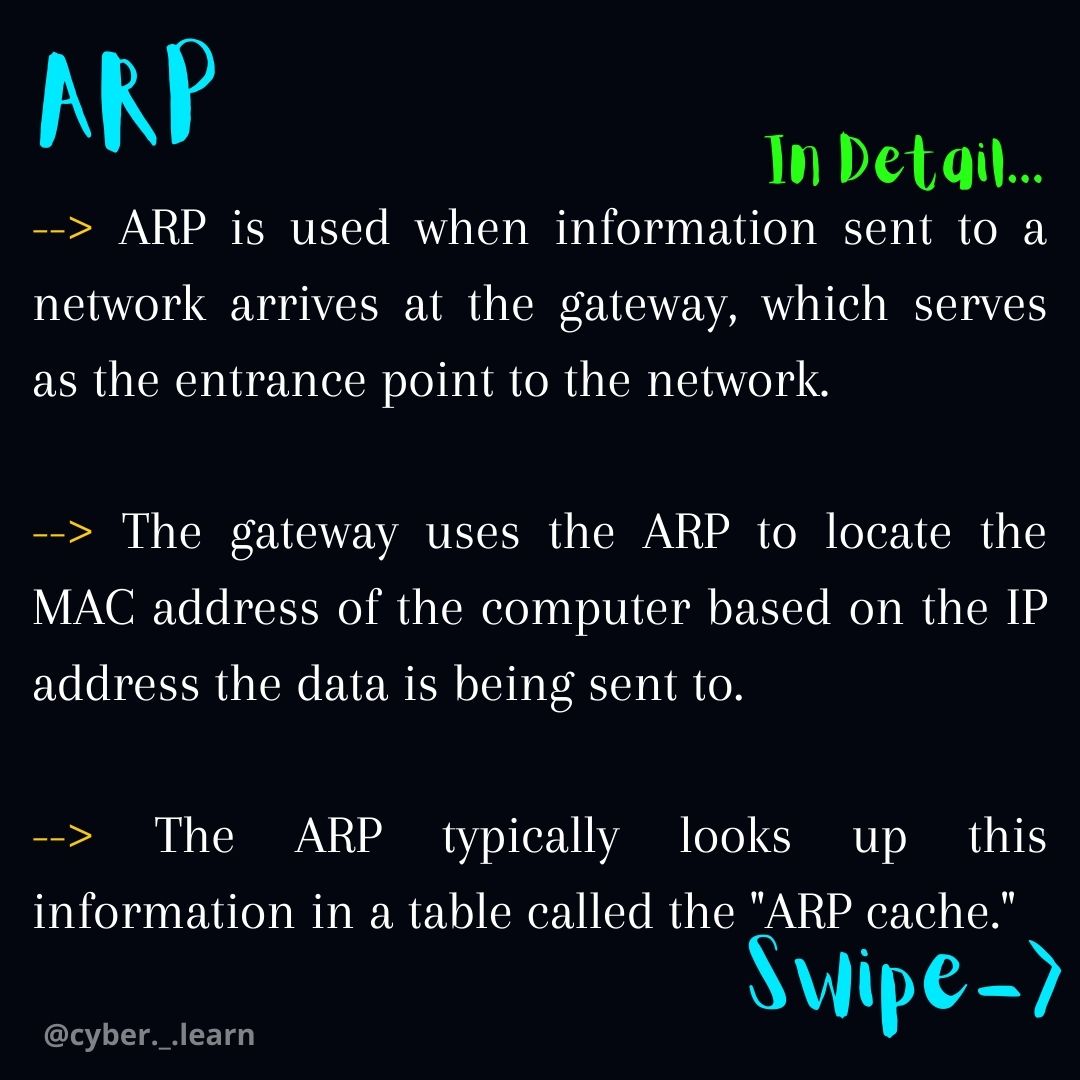 ARP
In Detail...
--> ARP is used when information sent to a
network arrives at the gateway, which serves
as the entrance point to the network.
--> The gateway uses the ARP to locate the
MAC address of the computer based on the IP
address the data is being sent to.
--> The ARP typically looks up this
information in a table called the "ARP cache."
Swipe->
@cyber._.learn